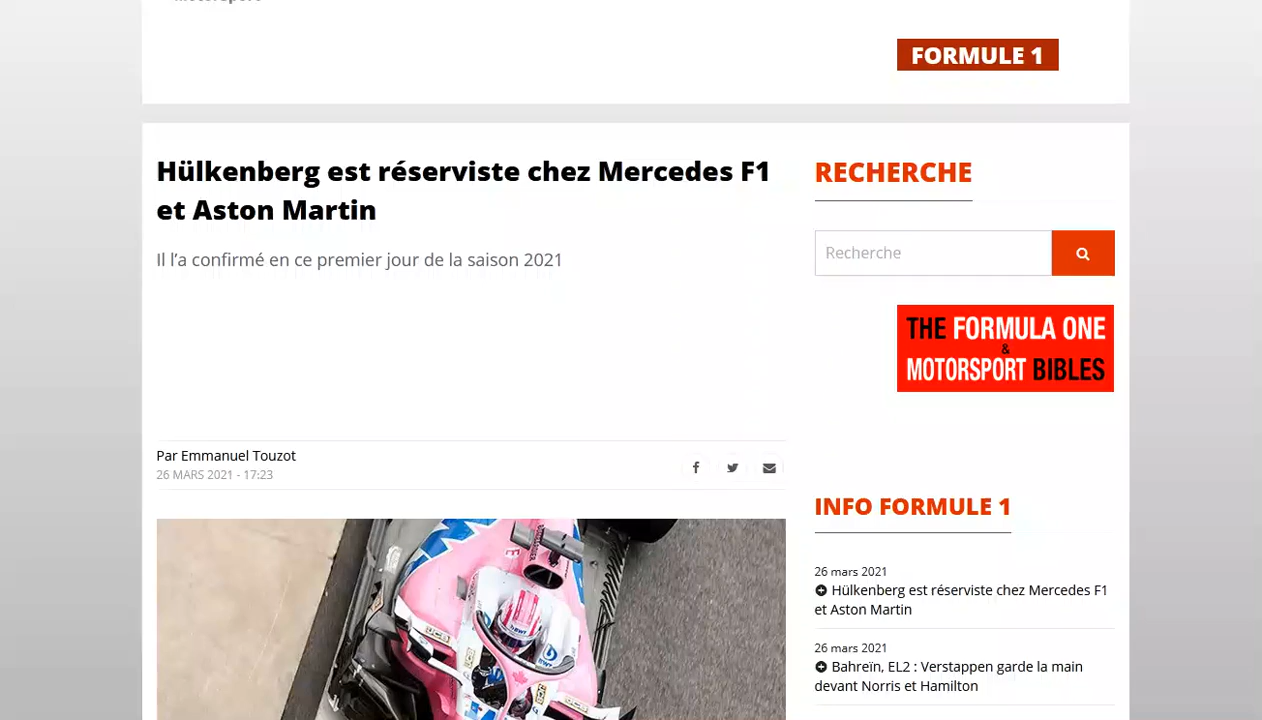 FORMULE 1
Hülkenberg est réserviste chez Mercedes F1
et Aston Martin
Il l’a confirmé en ce premier jour de la saison 2021
Par Emmanuel Touzot
26 MARS 2021 - 17:23
RECHERCHE
Recherche
THE FORMULA ONE
&
MOTORSPORT BIBLES
INFO FORMULE 1
26 mars 2021
Hülkenberg est réserviste chez Mercedes F1
et Aston Martin
26 mars 2021
Bahreïn, EL2 : Verstappen garde la main
devant Norris et Hamilton